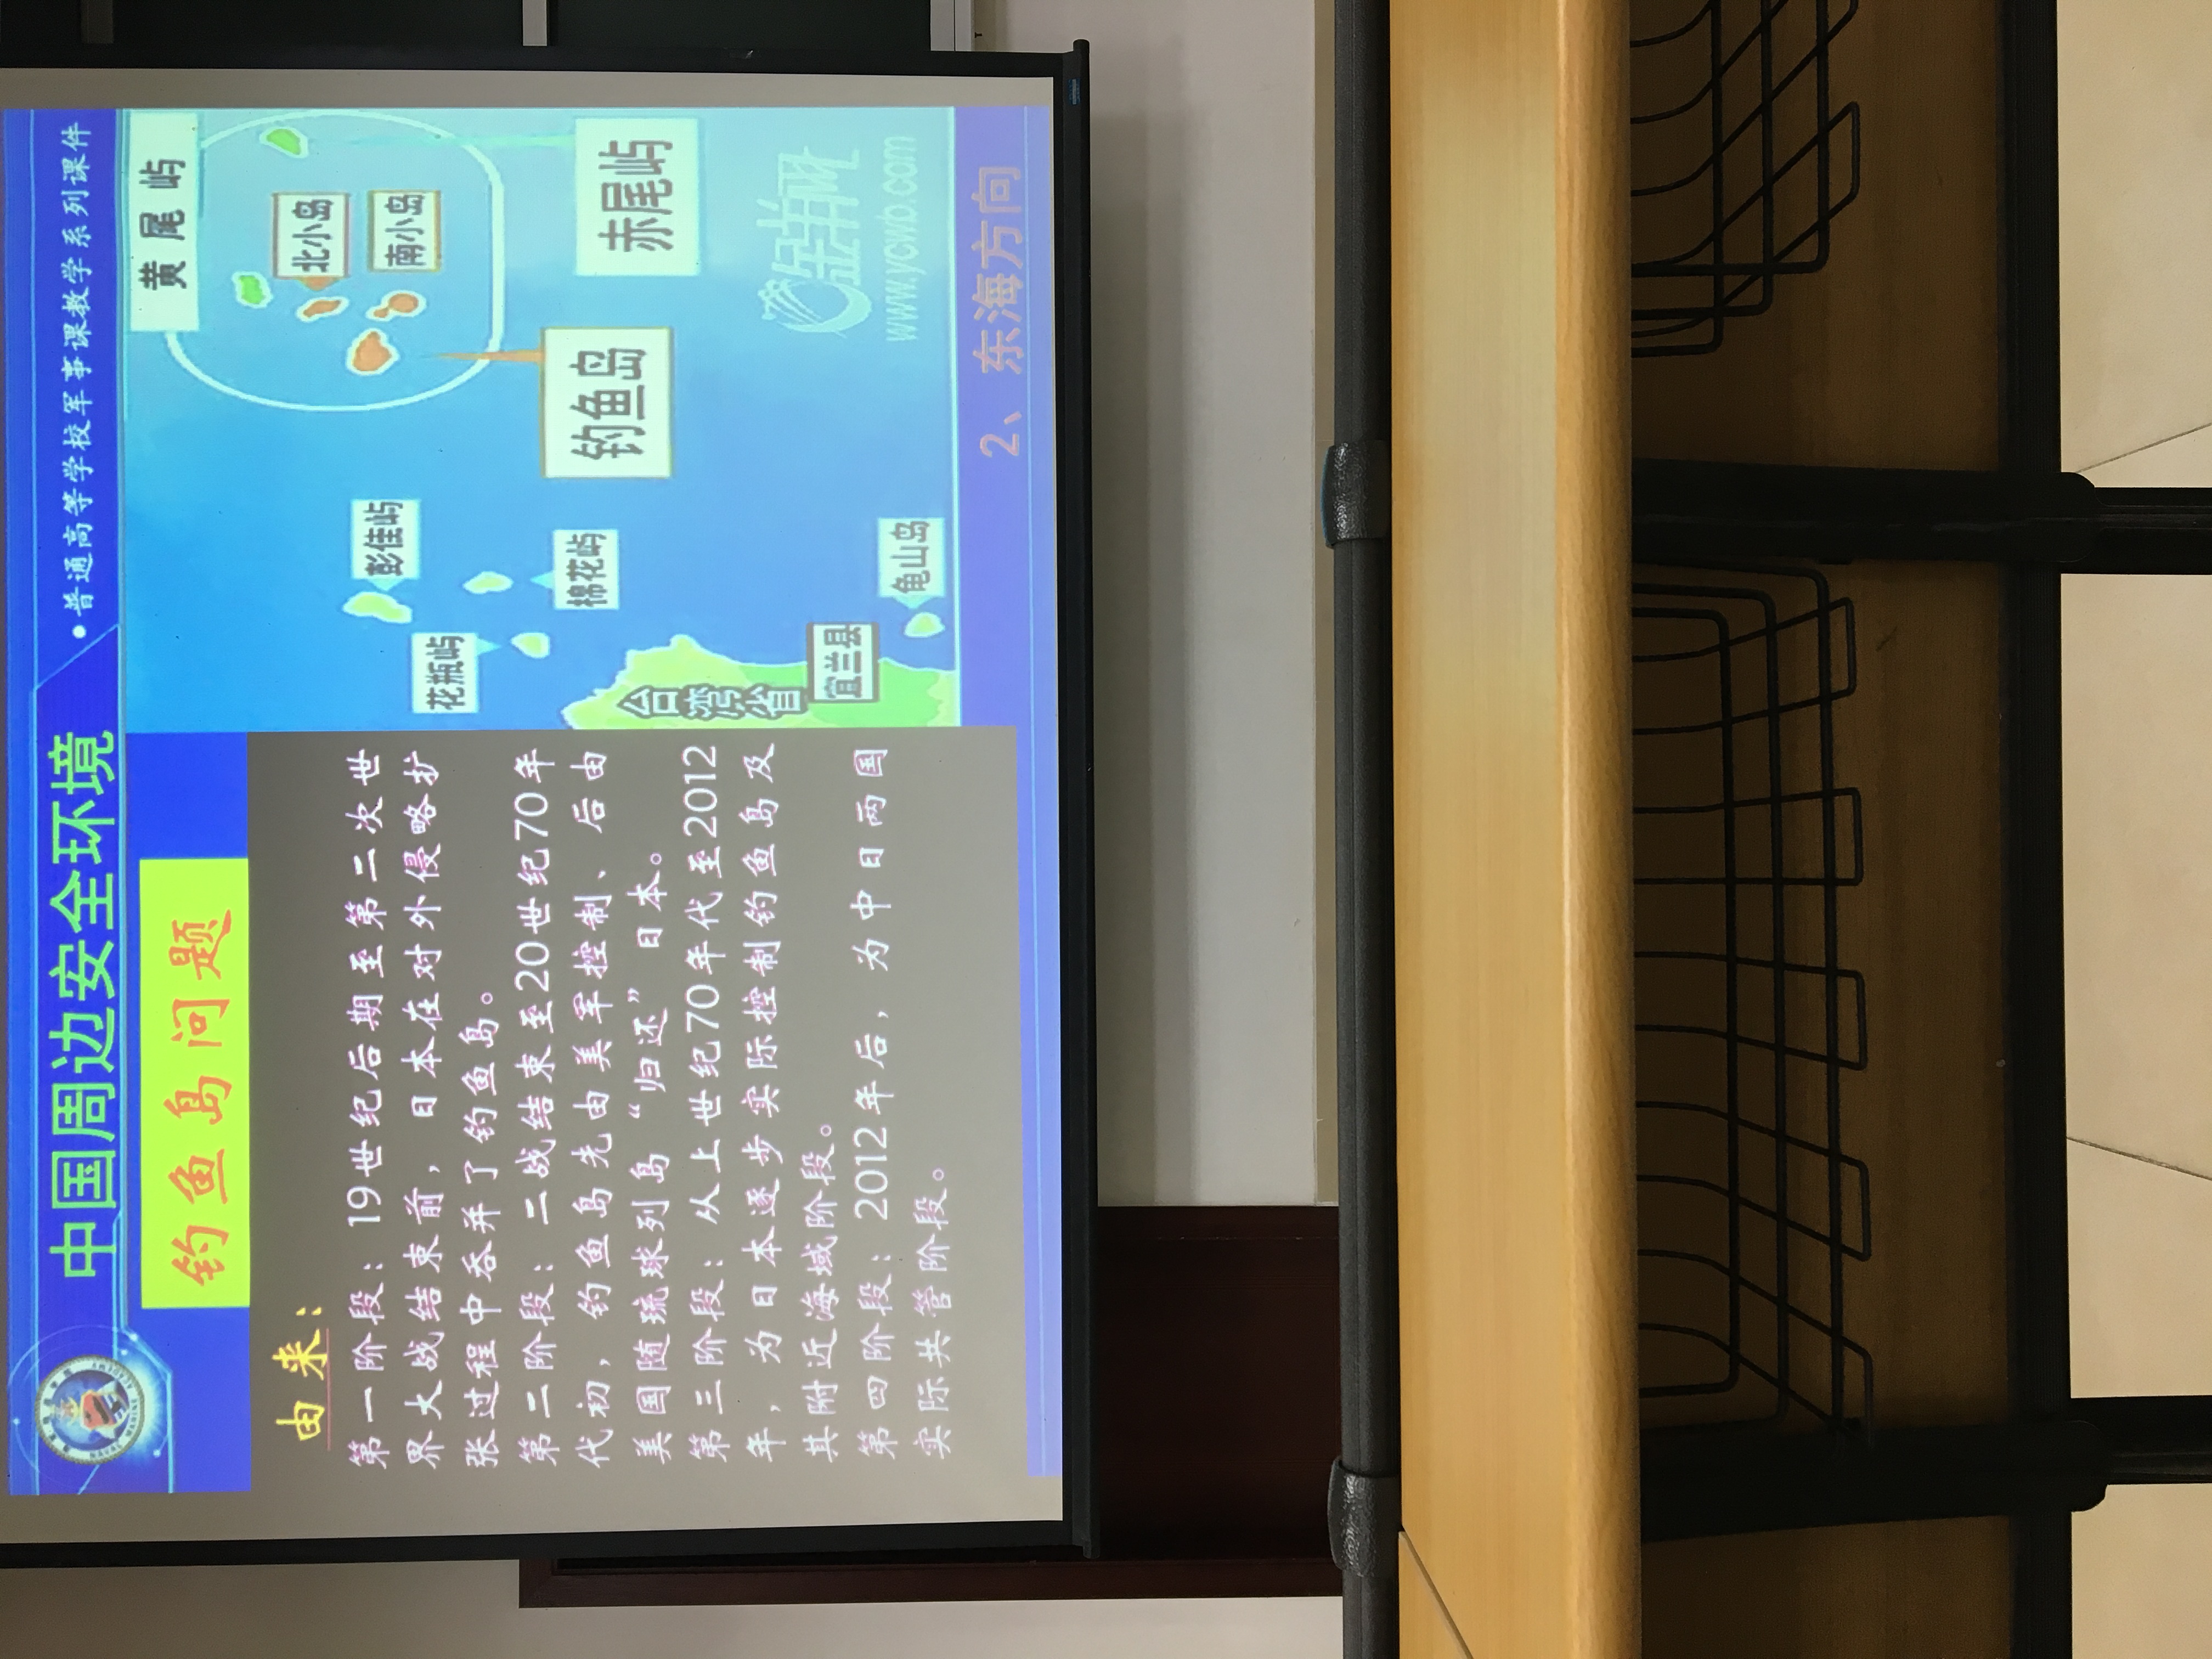 中国周边安全环境
•普通高等学校军事课教学系列课件
钓鱼岛问题
由来：
第一阶段：19世纪后期至第二次世
界大战结束前，日本在对外侵略扩
张过程中吞并了钓鱼岛。
第二阶段：二战结束至20世纪70年
代初，钓鱼岛先由美军控制、后由
美国随琉球列岛“归还”日本。
第三阶段：从上世纪70年代至2012
年，为日本逐步实际控制钓鱼岛及
其附近海域阶段。
第四阶段：2012年后，为中日两国
实际共管阶段。
黄尾屿
北小岛
南小岛
彭佳屿
花瓶屿
棉花屿
钓鱼岛
赤尾屿
台湾省
宜兰县
龟山岛
金羊网
www.ycwb.com
2、东海方向